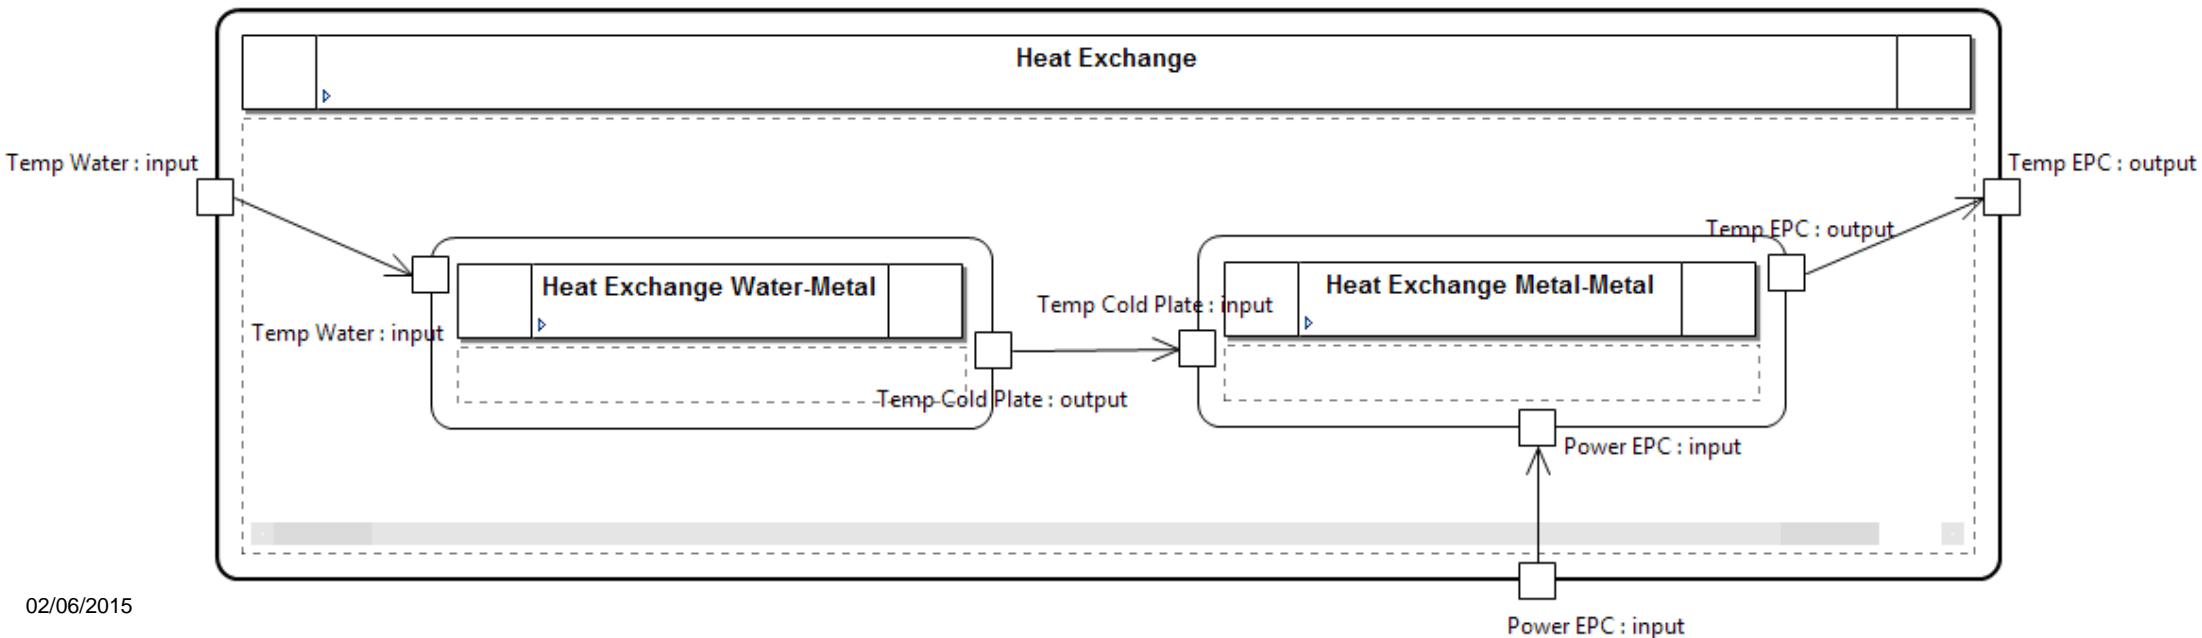 Heat Exchange
Temp Water : input
Temp EPC : output
Temp EPC : output
Heat Exchange Water-Metal
Heat Exchange Metal-Metal
Temp Cold Plate : input
Temp Water : input
Temp Cold Plate : output
Power EPC : input
02/06/2015
Power EPC : input